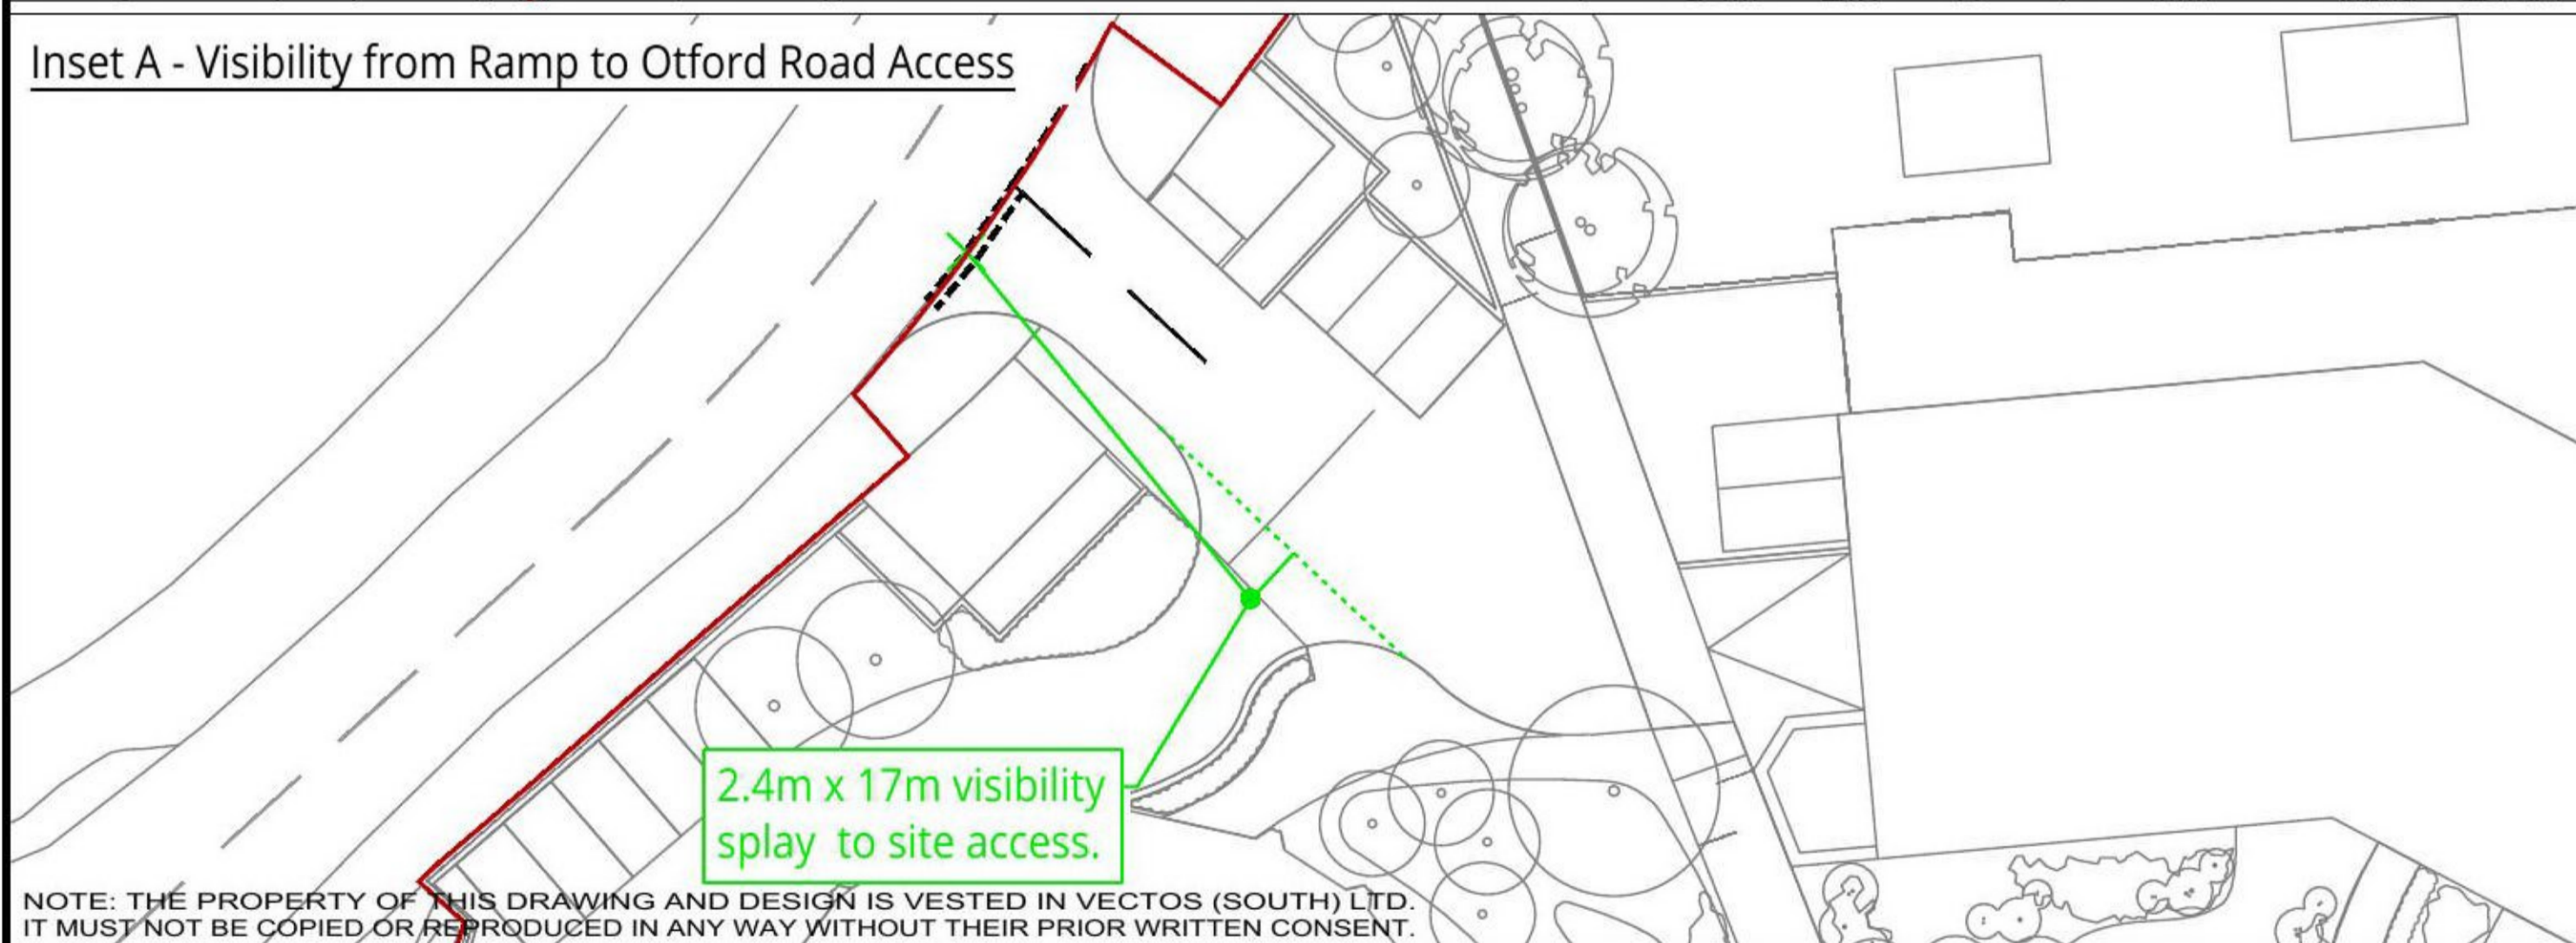 Inset A - Visibility from Ramp to Otford Road Access
2.4m x 17m visibility
splay to site access.
NOTE: THE PROPERTY OF THIS DRAWING AND DESIGN IS VESTED IN VECTOS (SOUTH) LTD.
IT MUST NOT BE COPIED OR REPRODUCED IN ANY WAY WITHOUT THEIR PRIOR WRITTEN CONSENT.